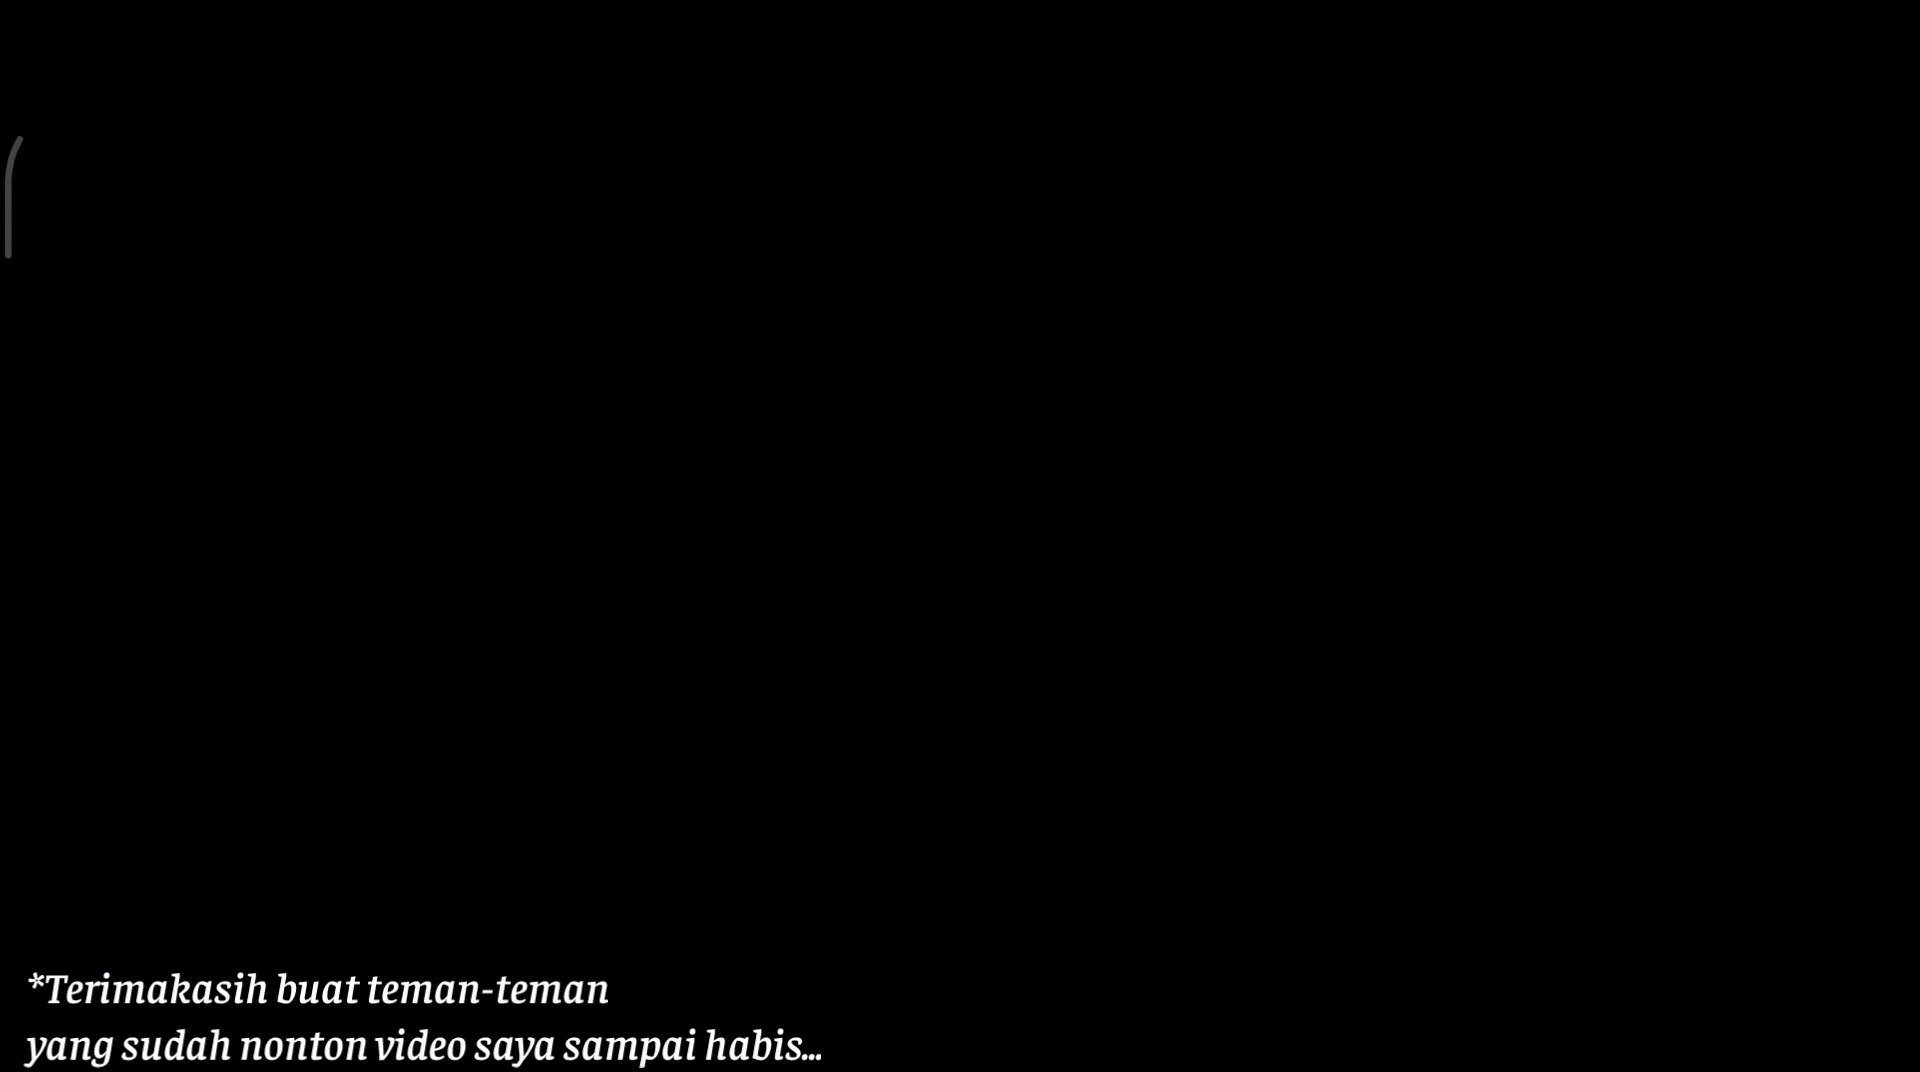 *Terimakasih buat teman-teman
yang sudah nonton video saya sampai habis...